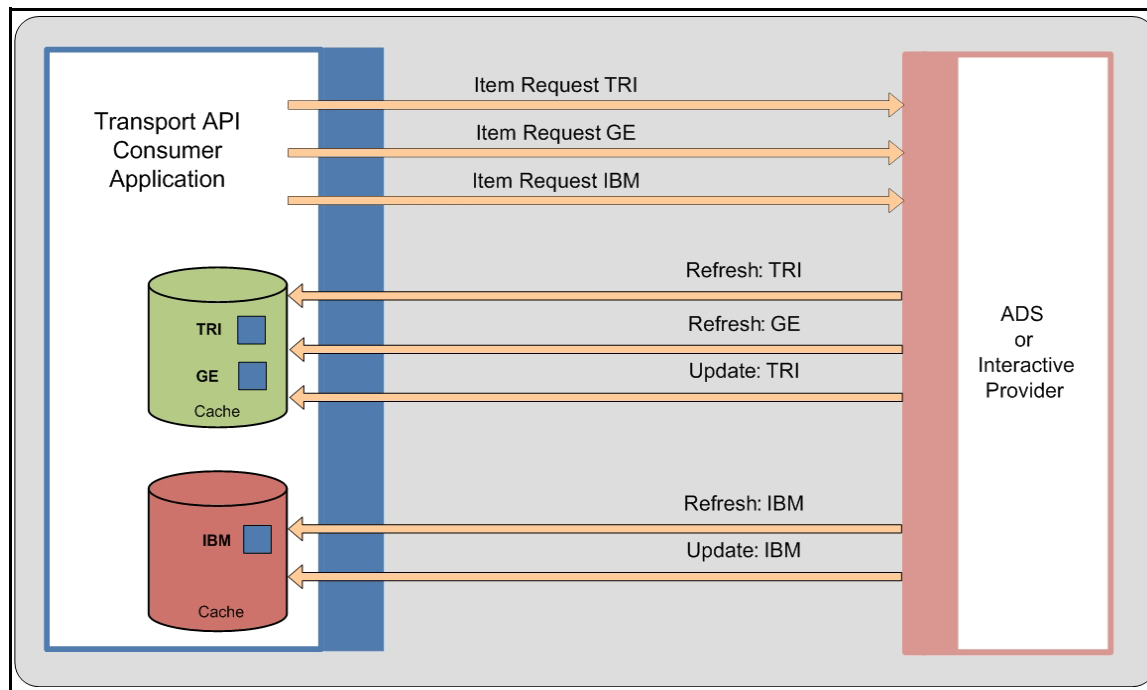 Transport API
Consumer
Application
Item Request TRI
Item Request GE
Item Request IBM
Refresh: TRI
Refresh: GE
Update: TRI
TRI
GE
Cache
Refresh: IBM
Update: IBM
IBM
Cache
ADS
or
Interactive
Provider